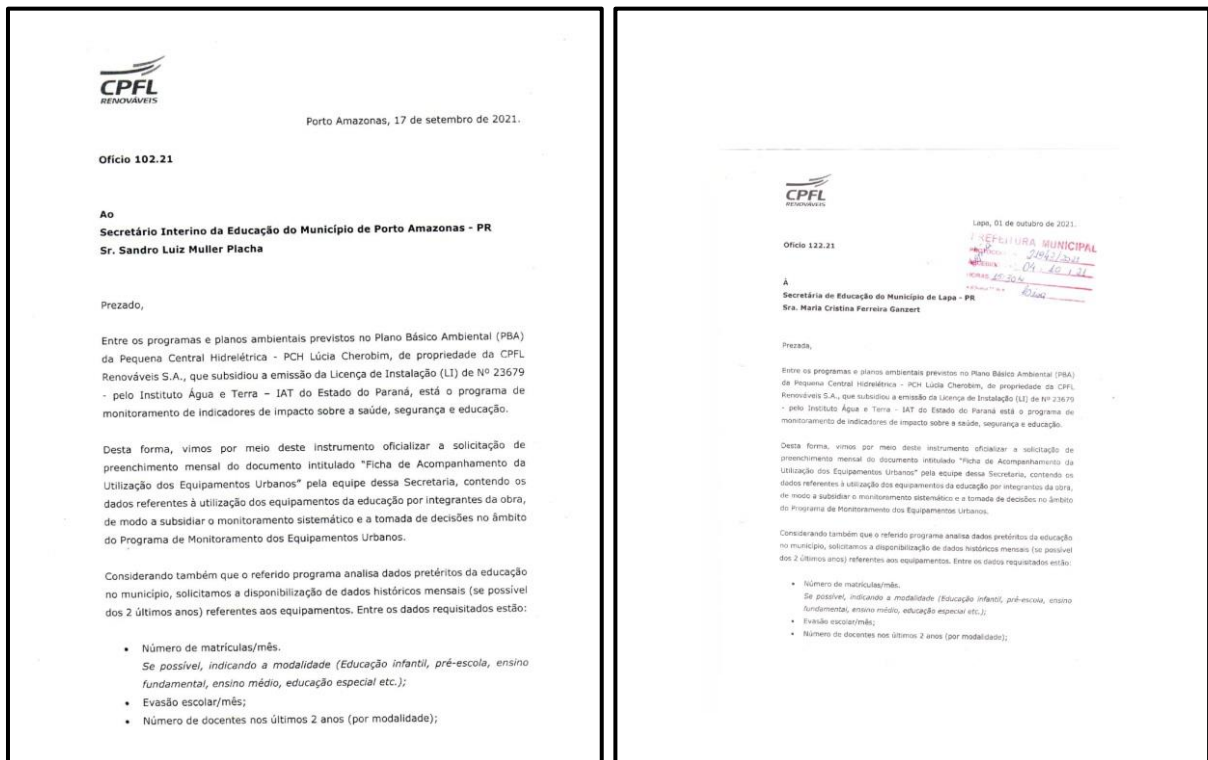 CPFL
RENOVÁVEIS
Porto Amazonas, 17 de setembro de 2021.
Ofício 102.21
Ao
Secretário Interino da Educação do Município de Porto Amazonas - PR
Sr. Sandro Luiz Muller Placha
Prezado,
Entre os programas e planos ambientais previstos no Plano Básico Ambiental (PBA)
da Pequena Central Hidrelétrica - PCH Lúcia Cherobim, de propriedade da CPFL
Renováveis S.A., que subsidiou a emissão da Licença de Instalação (LI) de Nº 23679
- pelo Instituto Água e Terra – IAT do Estado do Paraná, está o programa de
monitoramento de indicadores de impacto sobre a saúde, segurança e educação.
Desta forma, vimos por meio deste instrumento oficializar a solicitação de
preenchimento mensal do documento intitulado "Ficha de Acompanhamento da
Utilização dos Equipamentos Urbanos" pela equipe dessa Secretaria, contendo os
dados referentes à utilização dos equipamentos da educação por integrantes da obra,
de modo a subsidiar o monitoramento sistemático e a tomada de decisões no âmbito
do Programa de Monitoramento dos Equipamentos Urbanos.
Considerando também que o referido programa analisa dados pretéritos da educação
no município, solicitamos a disponibilização de dados históricos mensais (se possível
dos 2 últimos anos) referentes aos equipamentos. Entre os dados requisitados estão:
• Número de matrículas/mês.
Se possível, indicando a modalidade (Educação infantil, pré-escola, ensino
fundamental, ensino médio, educação especial etc.);
• Evasão escolar/mês;
• Número de docentes nos últimos 2 anos (por modalidade);
CPFL
RENOVÁVEIS
Lapa, 01 de outubro de 2021.
PREFEITURA MUNICIPAL
04.10.21
HORAS
Ofício 122.21
À
Secretária de Educação do Município de Lapa - PR
Sra. Maria Cristina Ferreira Ganzert
Prezada,
Entre os programas e planos ambientais previstos no Plano Básico Ambiental (PBA)
da Pequena Central Hidrelétrica - PCH Lúcia Cherobim, de propriedade da CPFL
Renováveis S.A., que subsidiou a emissão da Licença de Instalação (LI) de Nº 23679
- pelo Instituto Água e Terra – IAT do Estado do Paraná está o programa de
monitoramento de indicadores de impacto sobre a saúde, segurança e educação.
Desta forma, vimos por meio deste instrumento oficializar a solicitação de
preenchimento mensal do documento intitulado "Ficha de Acompanhamento da
Utilização dos Equipamentos Urbanos" pela equipe dessa Secretaria, contendo os
dados referentes à utilização dos equipamentos da educação por integrantes da obra,
de modo a subsidiar o monitoramento sistemático e a tomada de decisões no âmbito
do Programa de Monitoramento dos Equipamentos Urbanos.
Considerando também que o referido programa analisa dados pretéritos da educação
no município, solicitamos a disponibilização de dados históricos mensais (se possível
dos 2 últimos anos) referentes aos equipamentos. Entre os dados requisitados estão:
• Número de matrículas/mês.
Se possível, indicando a modalidade (Educação infantil, pré-escola, ensino
fundamental, ensino médio, educação especial etc.);
• Evasão escolar/mês;
• Número de docentes nos últimos 2 anos (por modalidade);